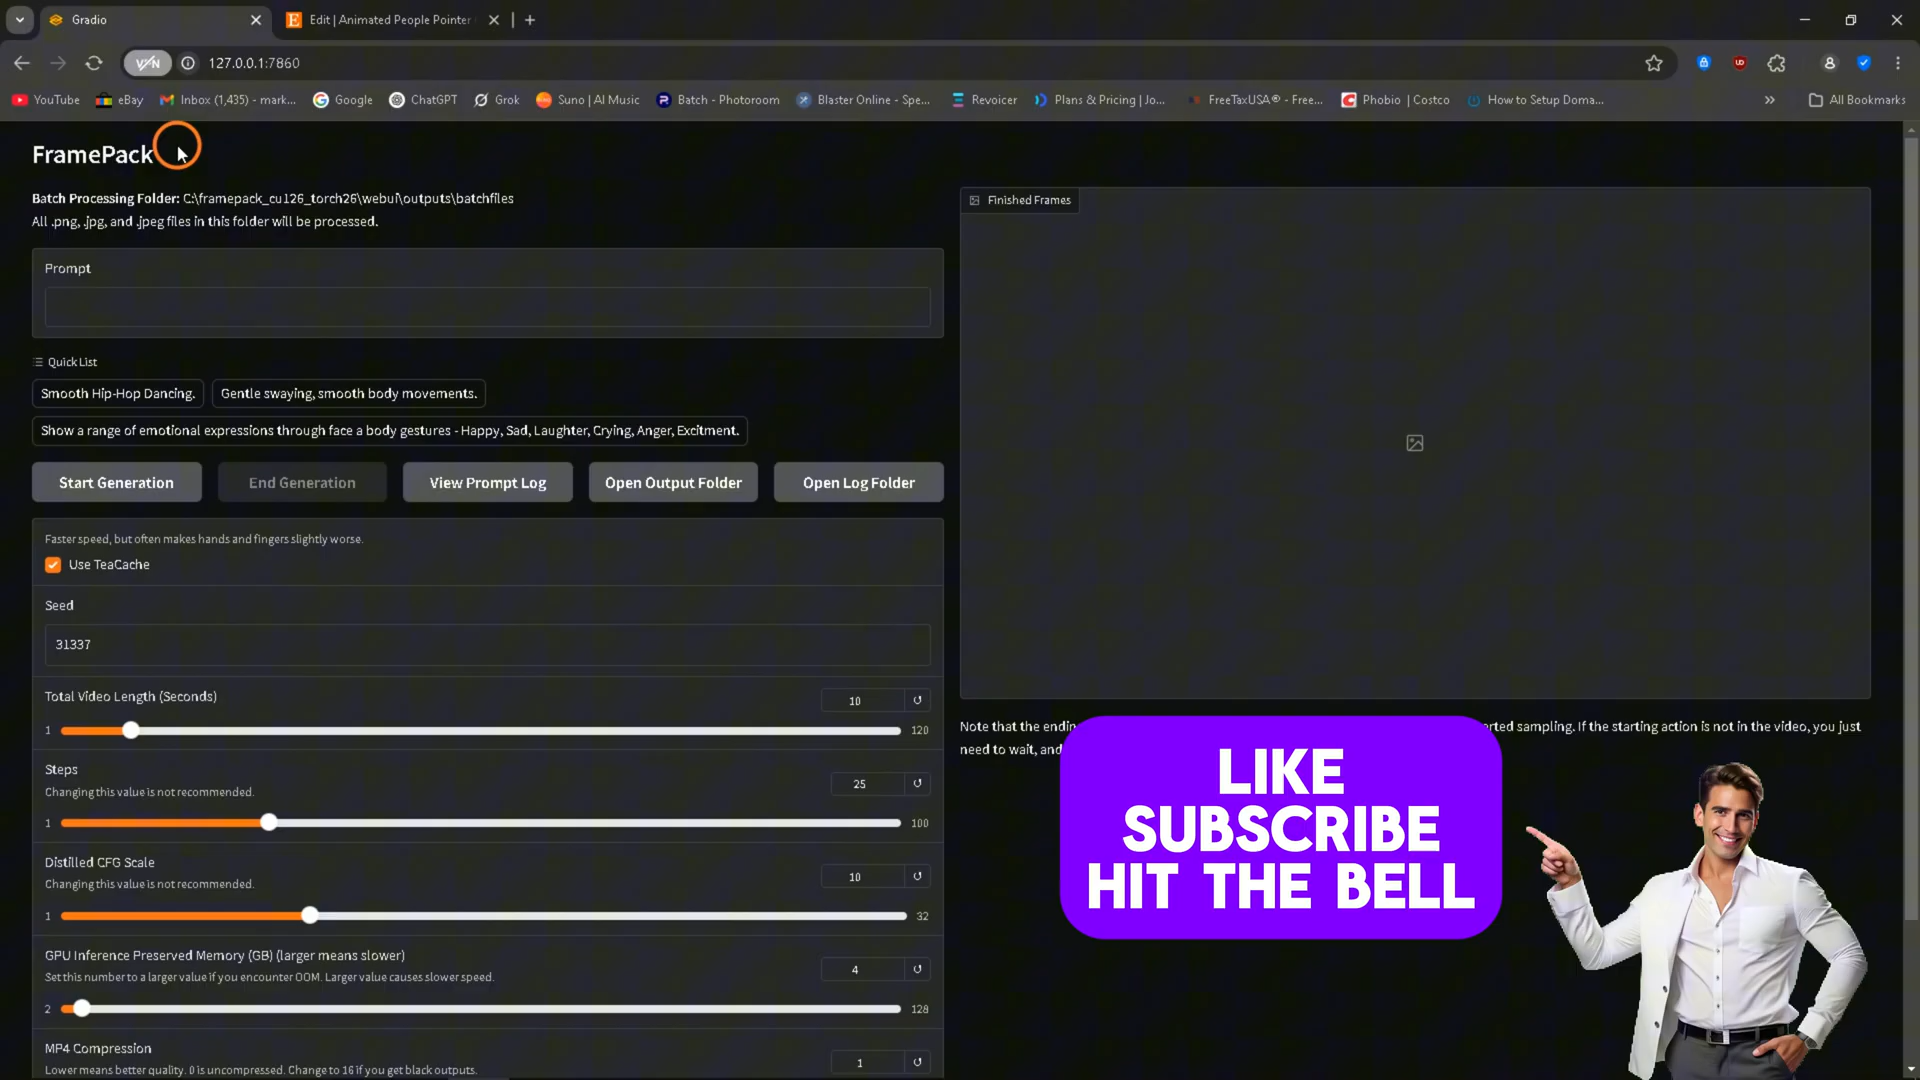 Gradio
Edit | Animated People Pointer
VPN
127.0.0.1:7860
YouTube
eBay
Inbox (1,435) - mark...
Google
ChatGPT
Grok
Suno | AI Music
Batch - Photoroom
Blaster Online - Spe...
Revoicer
Plans & Pricing | Jo...
FreeTaxUSA® - Free...
Phobio | Costco
How to Setup Doma...
All Bookmarks
FramePack
Batch Processing Folder: C:\framepack_cu126_torch26\webui\outputs\batchfiles
All .png, .jpg, and .jpeg files in this folder will be processed.
Prompt
Quick List
Smooth Hip-Hop Dancing.
Gentle swaying, smooth body movements.
Show a range of emotional expressions through face a body gestures - Happy, Sad, Laughter, Crying, Anger, Excitment.
Start Generation
End Generation
View Prompt Log
Open Output Folder
Open Log Folder
Faster speed, but often makes hands and fingers slightly worse.
Use TeaCache
Seed
31337
Total Video Length (Seconds)
10
1
120
Steps
25
Changing this value is not recommended.
1
100
Distilled CFG Scale
10
Changing this value is not recommended.
1
32
GPU Inference Preserved Memory (GB) (larger means slower)
4
Set this number to a larger value if you encounter OOM. Larger value causes slower speed.
2
128
MP4 Compression
1
Lower means better quality. 0 is uncompressed. Change to 16 if you get black outputs.
Finished Frames
Note that the endin
sampling. If the starting action is not in the video, you just
need to wait, and
LIKE
SUBSCRIBE
HIT THE BELL